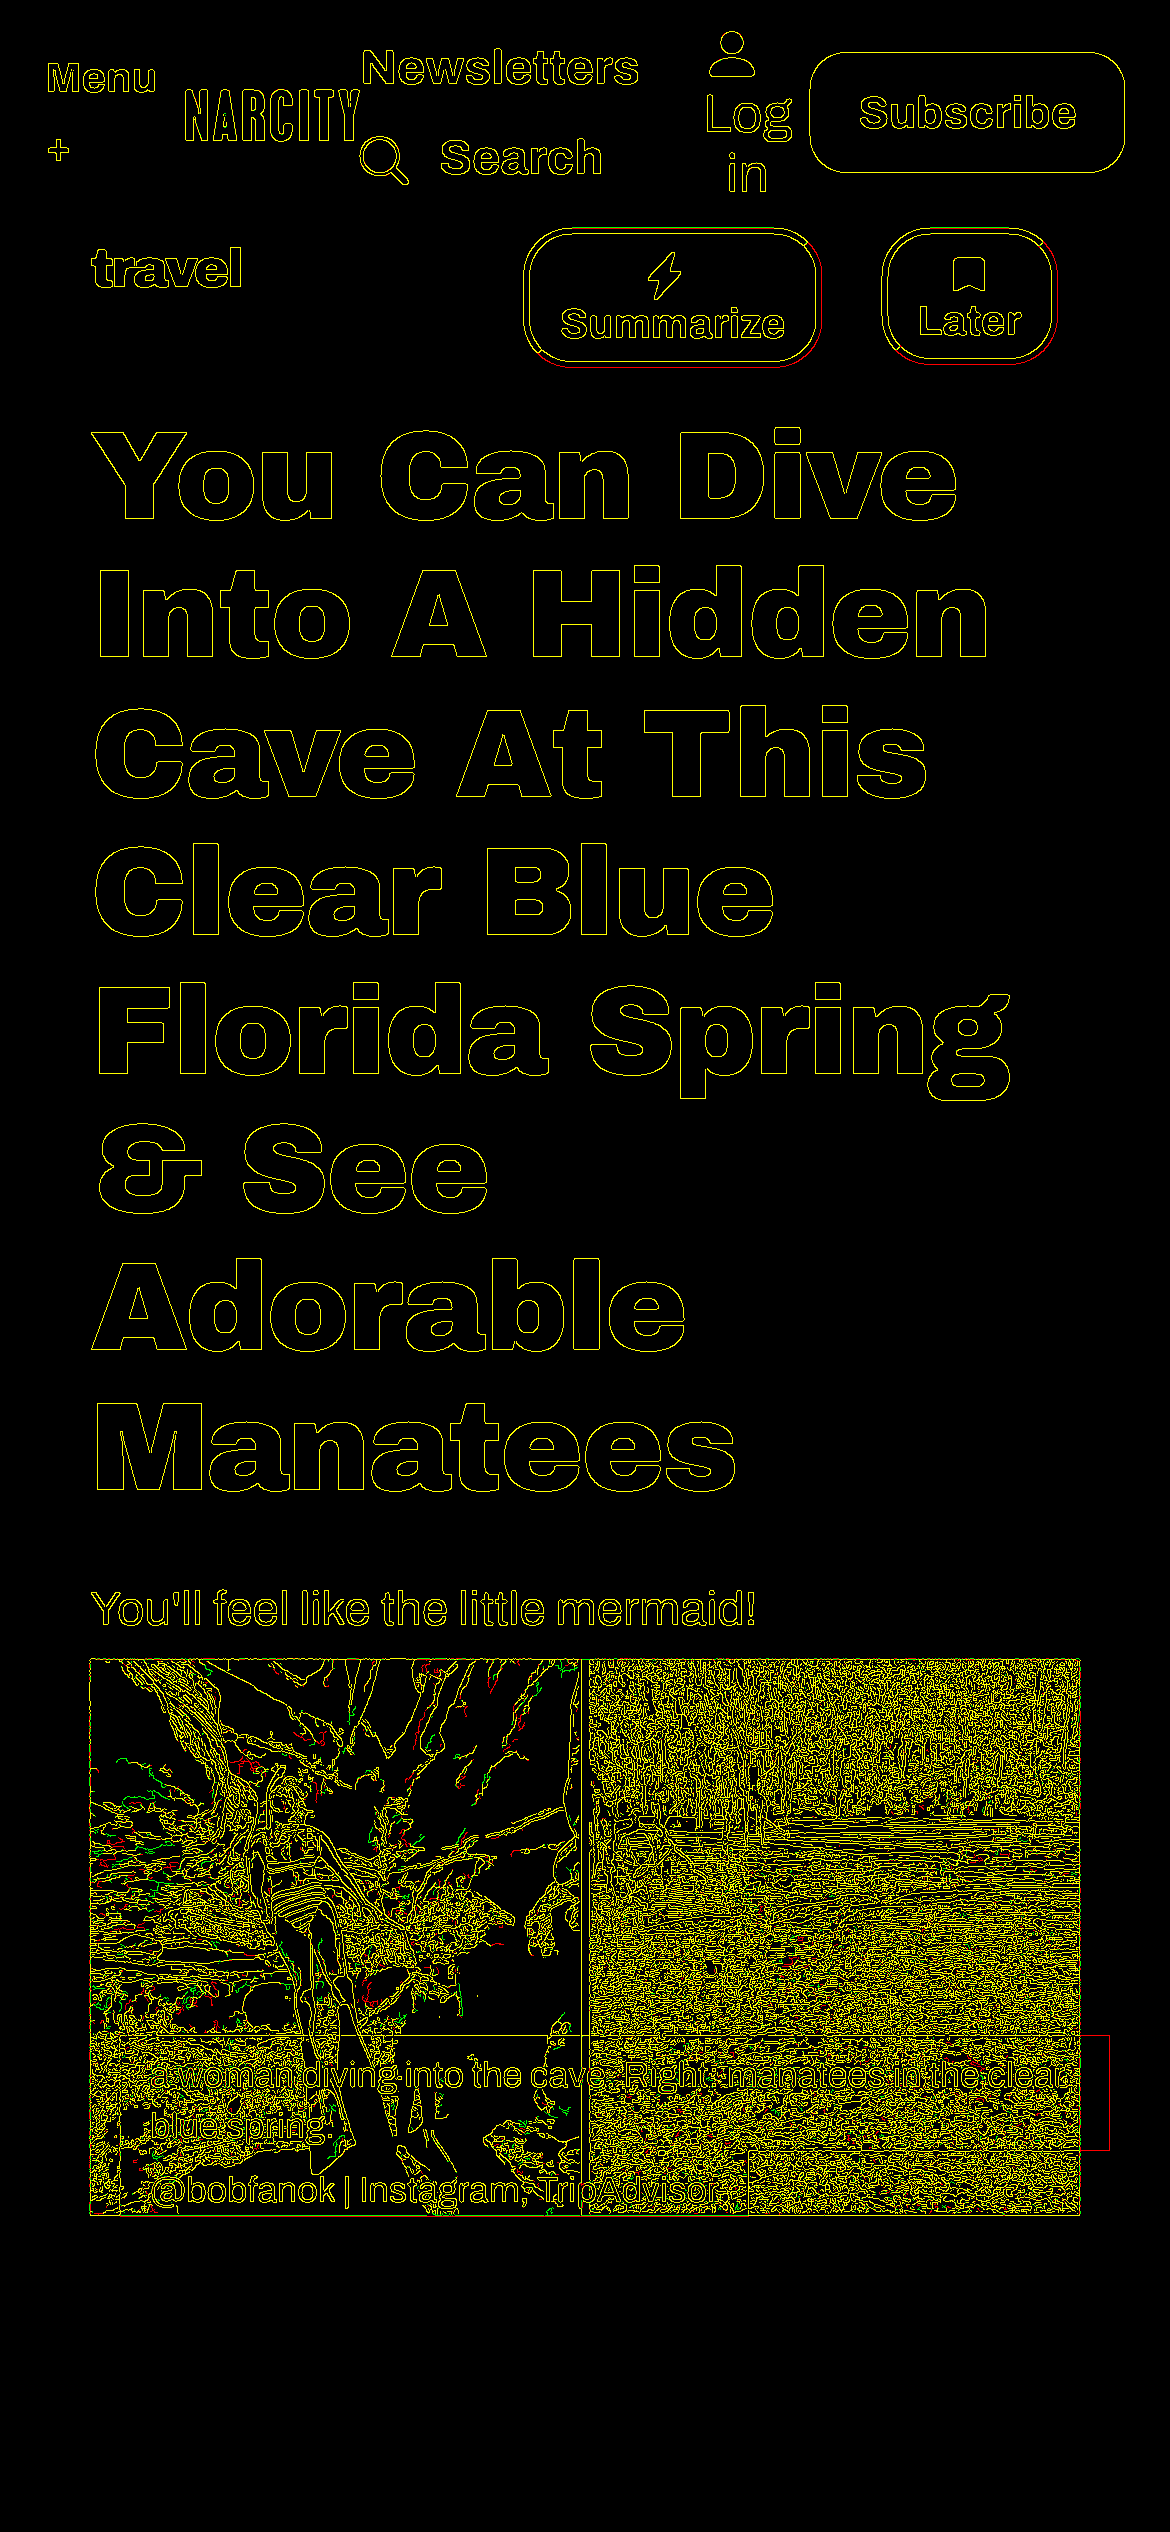 Menu
+
NARCITY
Newsletters
Search
Log
in
Subscribe
travel
Summarize
Later
You Can Dive
Into A Hidden
Cave At This
Clear Blue
Florida Spring
& See
Adorable
Manatees
You'll feel like the little mermaid!
a woman diving into the cave. Right: manatees in the clear
blue spring.
@bobfanok | Instagram, TripAdvisor